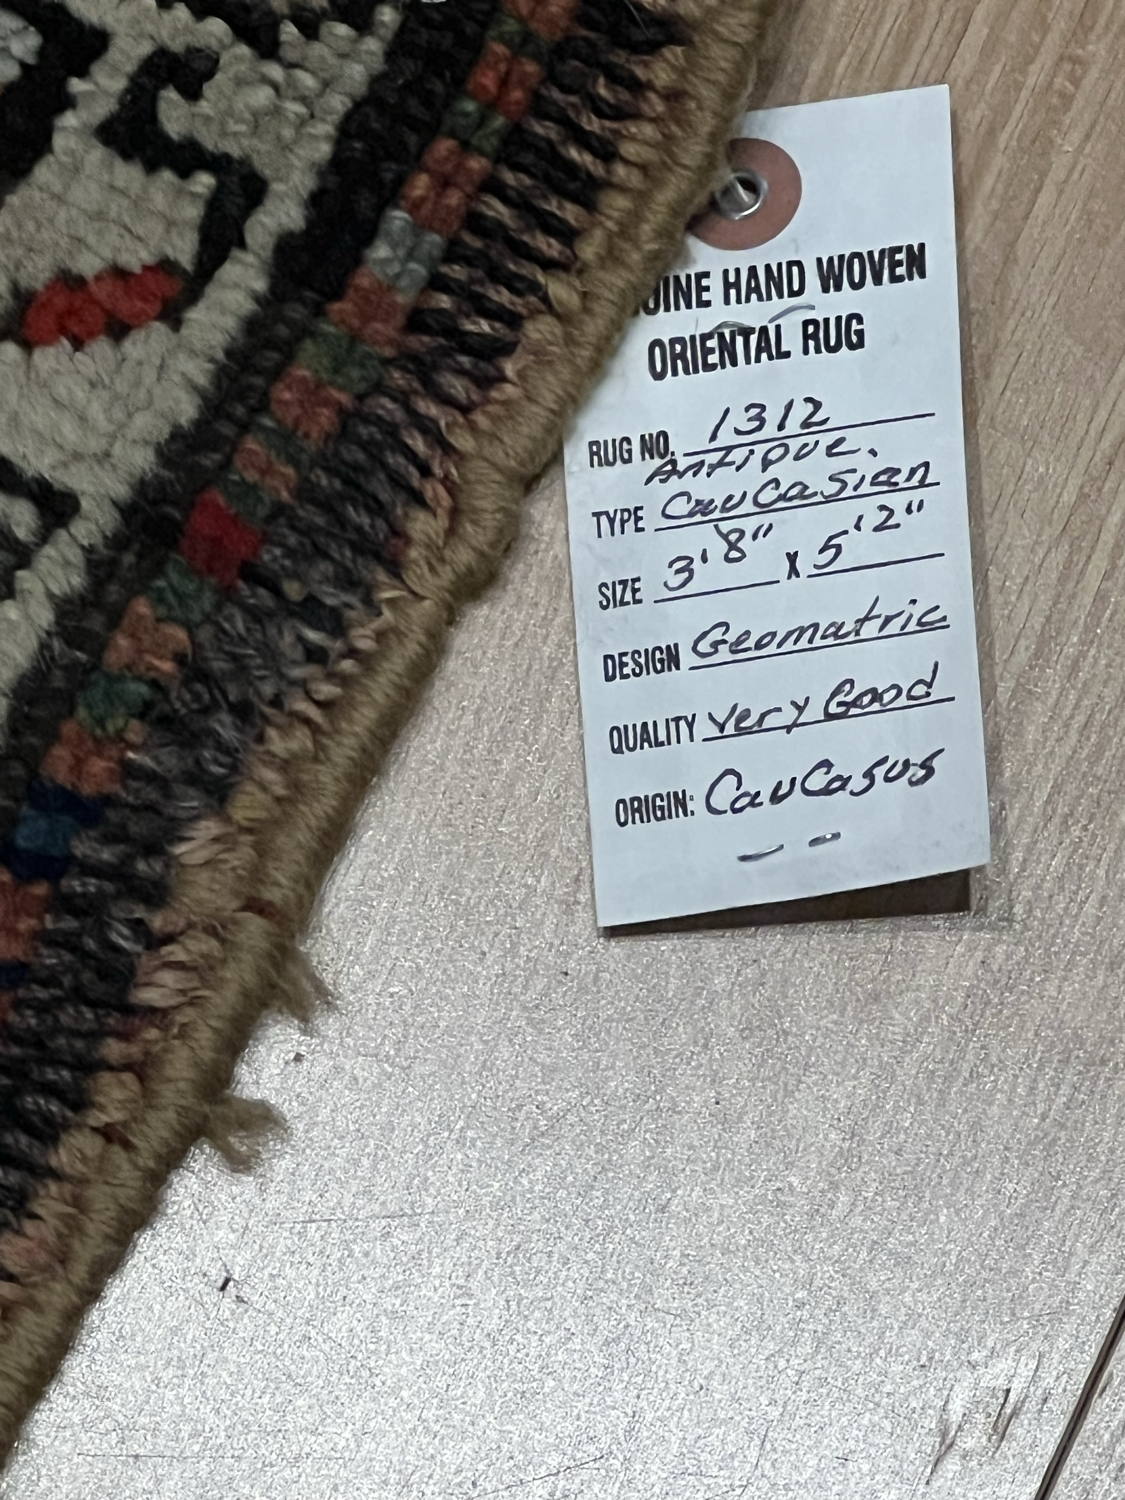 HAND WOVEN
ORIENTAL RUG
RUG NO. 1312
Antique.
TYPE Caucasian
SIZE 3'8" X 5'2"
DESIGN Geomatric
QUALITY Very Good
ORIGIN: Caucasus